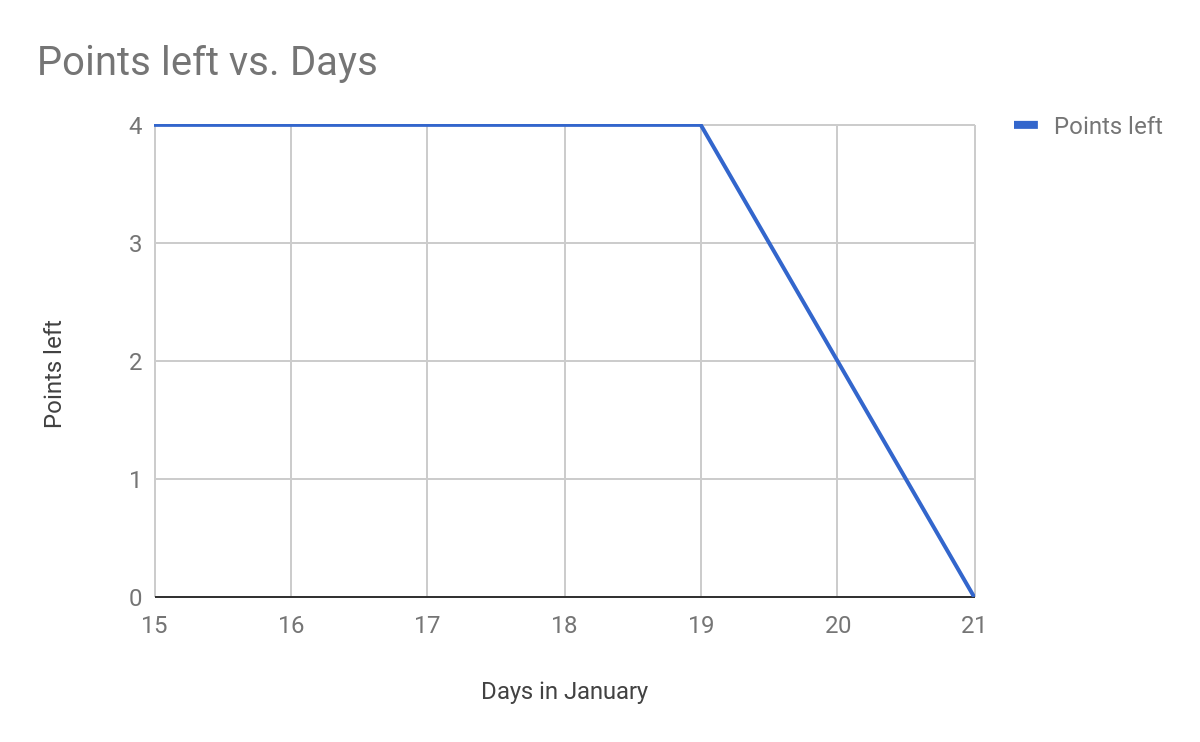 Points left vs. Days
Points left
4
3
2
1
0
Points left
15 16 17 18 19 20 21
Days in January